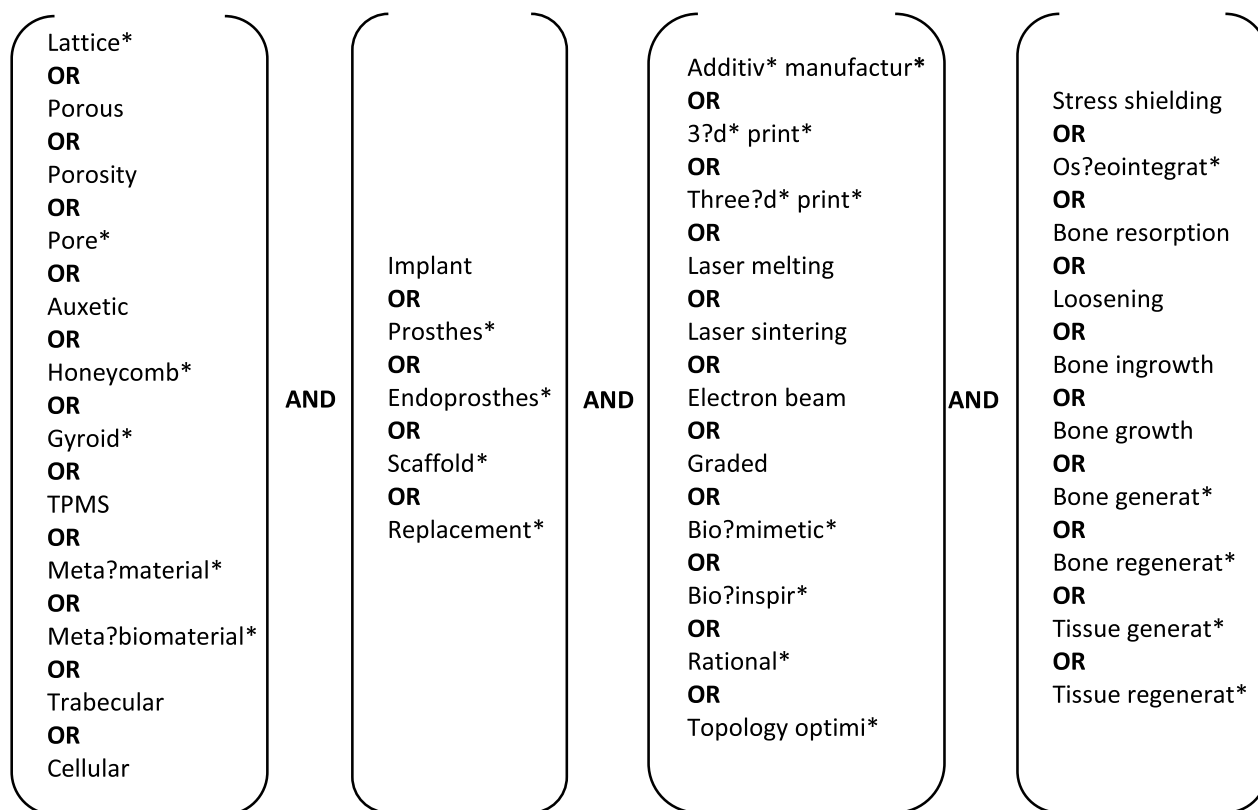 Lattice*
OR
Porous
OR
Porosity
OR
Pore*
OR
Auxetic
OR
Honeycomb*
OR
Gyroid*
OR
TPMS
OR
Meta?material*
OR
Meta?biomaterial*
OR
Trabecular
OR
Cellular
AND
Implant
OR
Prosthes*
OR
Endoprosthes*
OR
Scaffold*
OR
Replacement*
AND
Additiv* manufactur*
OR
3?d* print*
OR
Three?d* print*
OR
Laser melting
OR
Laser sintering
OR
Electron beam
OR
Graded
OR
Bio?mimetic*
OR
Bio?inspir*
OR
Rational*
OR
Topology optimi*
AND
Stress shielding
OR
Os?eointegrat*
OR
Bone resorption
OR
Loosening
OR
Bone ingrowth
OR
Bone growth
OR
Bone generat*
OR
Bone regenerat*
OR
Tissue generat*
OR
Tissue regenerat*